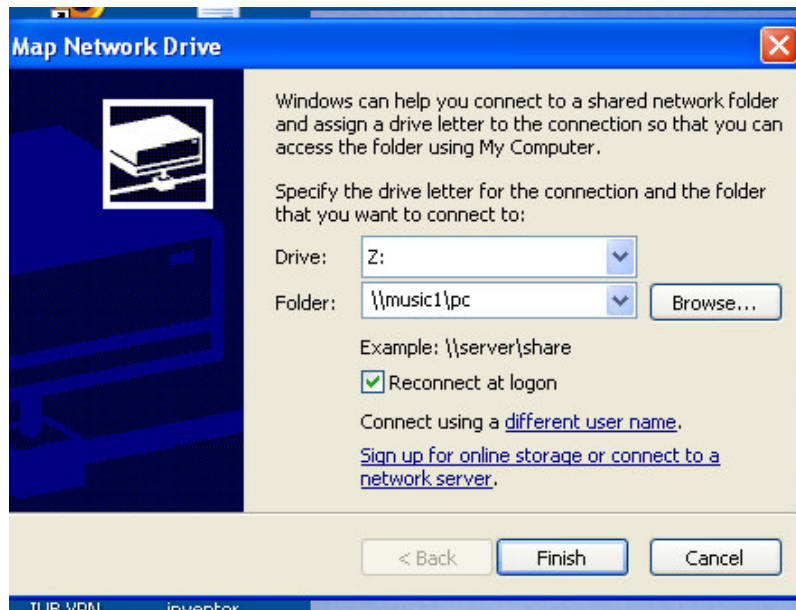 Map Network Drive
Windows can help you connect to a shared network folder
and assign a drive letter to the connection so that you can
access the folder using My Computer.
Specify the drive letter for the connection and the folder
that you want to connect to:
Drive: Z:
Folder: \\music1\pc Browse...
Example: \\server\share
Reconnect at logon
Connect using a different user name.
Sign up for online storage or connect to a
network server.
< Back Finish Cancel
VPN inventor